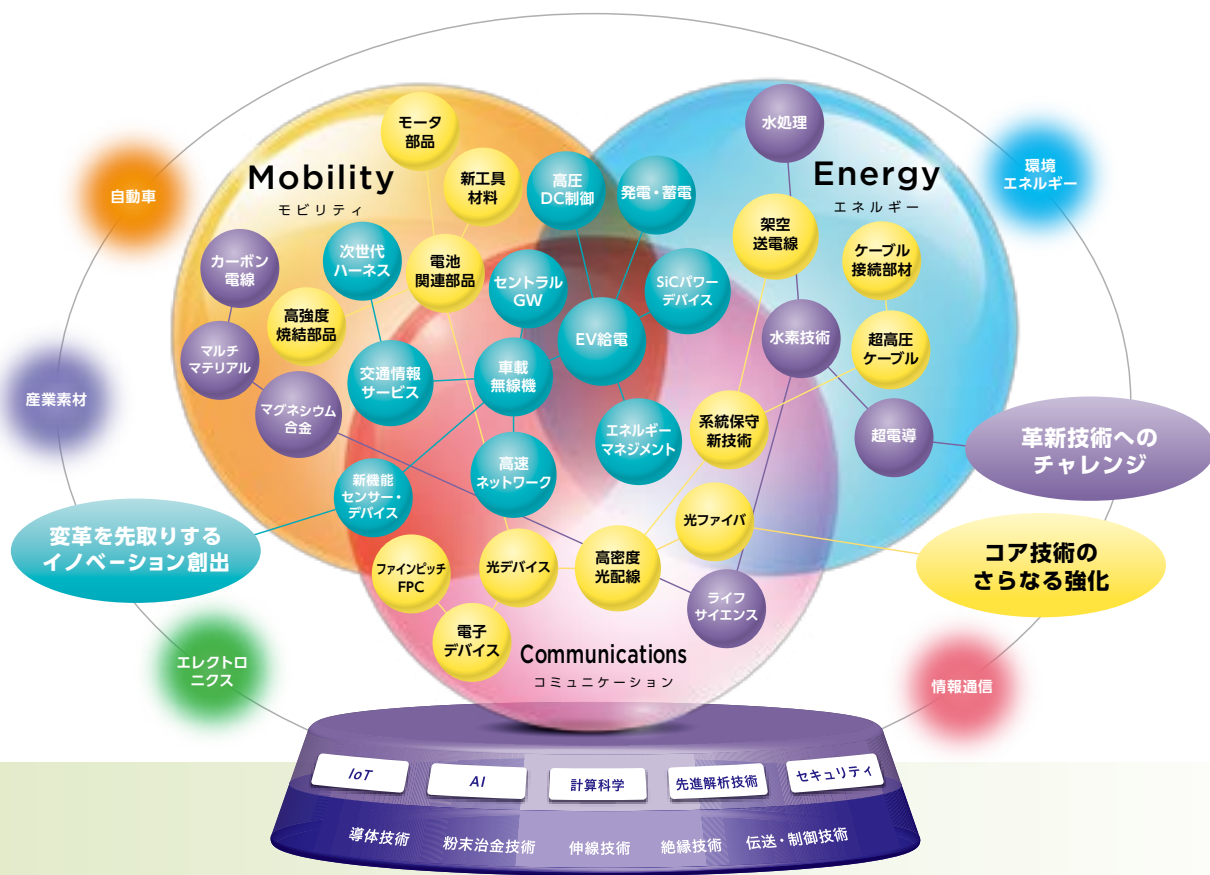 モータ
部品
水処理
Mobility
モビリティ
新工具
材料
高圧
DC制御
発電・蓄電
Energy
エネルギー
環境
エネルギー
自動車
カーボン
電線
次世代
ハーネス
電池
関連部品
セントラル
GW
SiCパワー
デバイス
架空
送電線
ケーブル
接続部材
高強度
焼結部品
EV給電
水素技術
超高圧
ケーブル
マルチ
マテリアル
交通情報
サービス
車載
無線機
産業素材
マグネシウム
合金
エネルギー
マネジメント
系統保守
新技術
超電導
革新技術への
チャレンジ
高速
ネットワーク
新機能
センサー・
デバイス
光ファイバ
変革を先取りする
イノベーション創出
コア技術の
さらなる強化
ファインピッチ
FPC
光デバイス
高密度
光配線
ライフ
サイエンス
電子
デバイス
Communications
コミュニケーション
エレクトロ
ニクス
情報通信
IoT
AI
計算科学
先進解析技術
セキュリティ
導体技術
粉末冶金技術
伸線技術
絶縁技術
伝送・制御技術